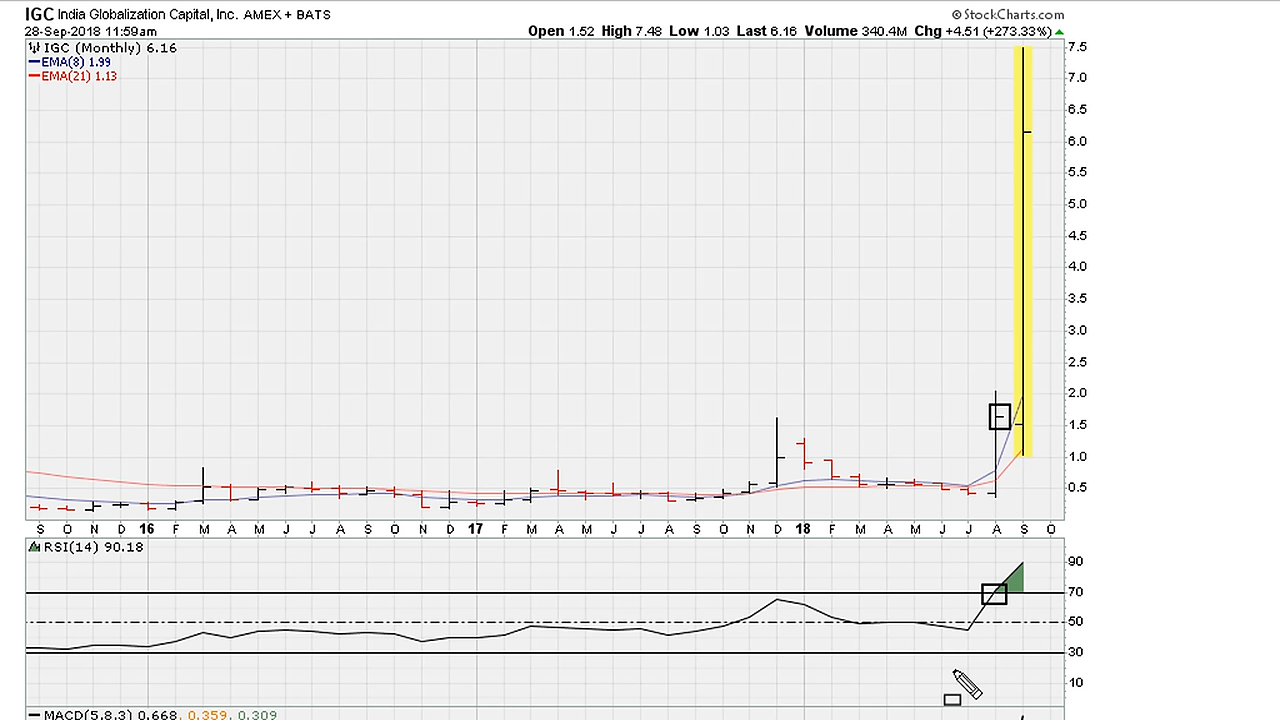 IGC India Globalization Capital, Inc. AMEX + BATS
© StockCharts.com
28-Sep-2018 11:59am
Open 1.52 High 7.48 Low 1.03 Last 6.16 Volume 340.4M Chg +4.51 (+273.33%)
IGC (Monthly) 6.16
EMA(8) 1.99
EMA(21) 1.13
7.5
7.0
6.5
6.0
5.5
5.0
4.5
4.0
3.5
3.0
2.5
2.0
1.5
1.0
0.5
S O N D 16 F M A M J J A S O N D 17 F M A M J J A S O N D 18 F M A M J J A S O
RSI(14) 90.18
90
70
50
30
10
MACD(5,8,3) 0.668, 0.359, 0.309